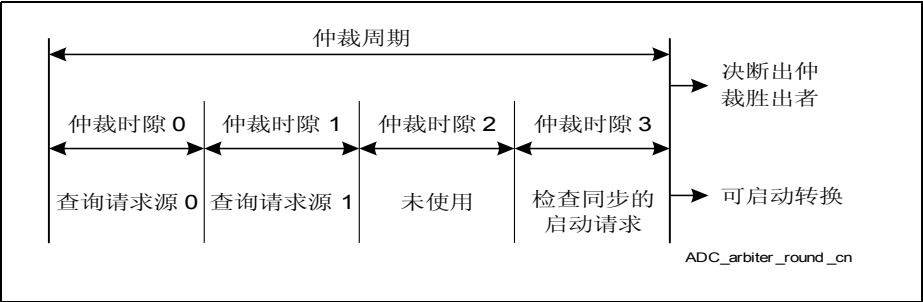 仲裁周期
决断出仲
裁胜出者
仲裁时隙 0
仲裁时隙 1
仲裁时隙 2
仲裁时隙 3
查询请求源 0
查询请求源 1
未使用
检查同步的
启动请求
可启动转换
ADC_arbiter_round_cn